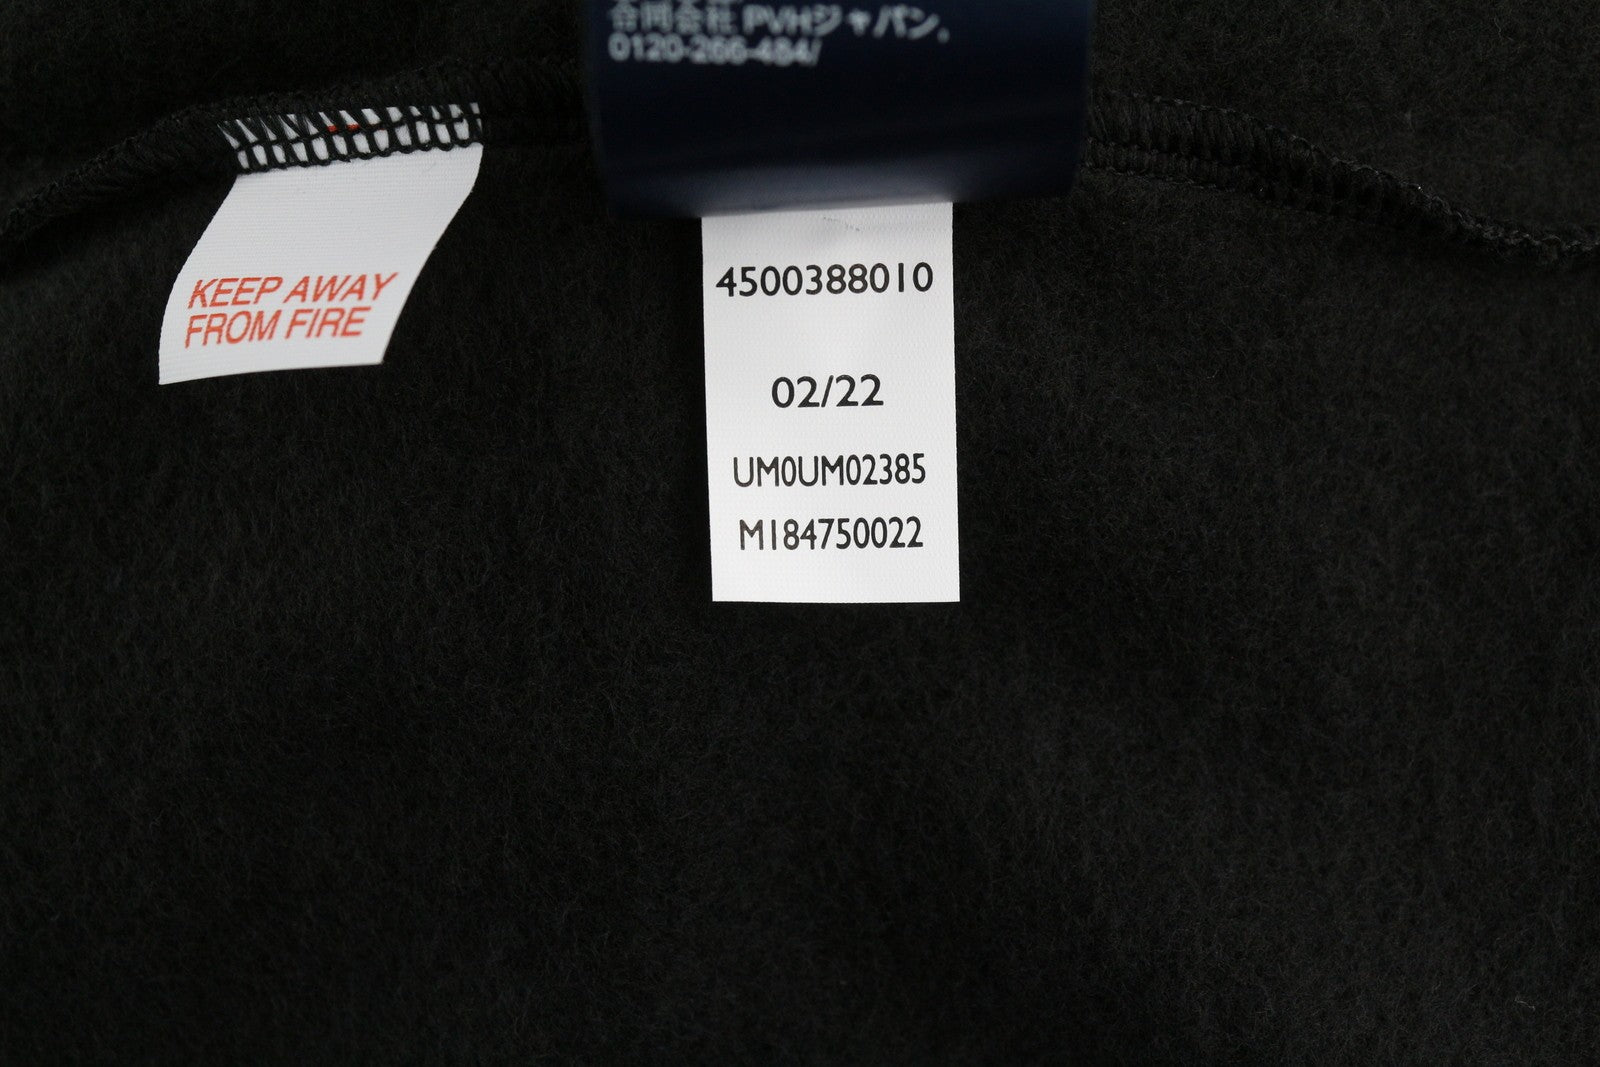 合同会社 PVHジャパン,
0120-266-484/
KEEP AWAY
FROM FIRE
4500388010
02/22
UM0UM02385
M184750022